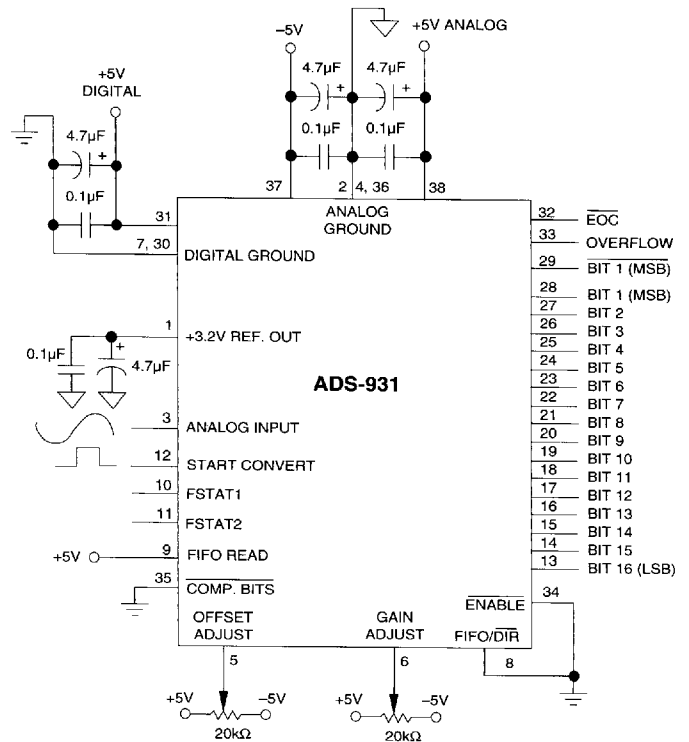 -5V
+5V ANALOG
+5V
DIGITAL
4.7µF
+
4.7µF
+
4.7µF
+
0.1µF
0.1µF
0.1µF
37
2
4, 36
38
31
7, 30
ANALOG
GROUND
DIGITAL GROUND
32
EOC
33
OVERFLOW
29
BIT 1 (MSB)
28
BIT 1 (MSB)
27
BIT 2
26
BIT 3
25
BIT 4
24
BIT 5
23
BIT 6
22
BIT 7
21
BIT 8
20
BIT 9
19
BIT 10
18
BIT 11
17
BIT 12
16
BIT 13
15
BIT 14
14
BIT 15
13
BIT 16 (LSB)
1
+3.2V REF. OUT
0.1µF
+
4.7µF
ADS-931
3
ANALOG INPUT
12
START CONVERT
10
FSTAT1
11
FSTAT2
+5V
9
FIFO READ
35
COMP. BITS
34
ENABLE
OFFSET
ADJUST
GAIN
ADJUST
FIFO/DIR
5
6
8
+5V
-5V
20kΩ
+5V
-5V
20kΩ